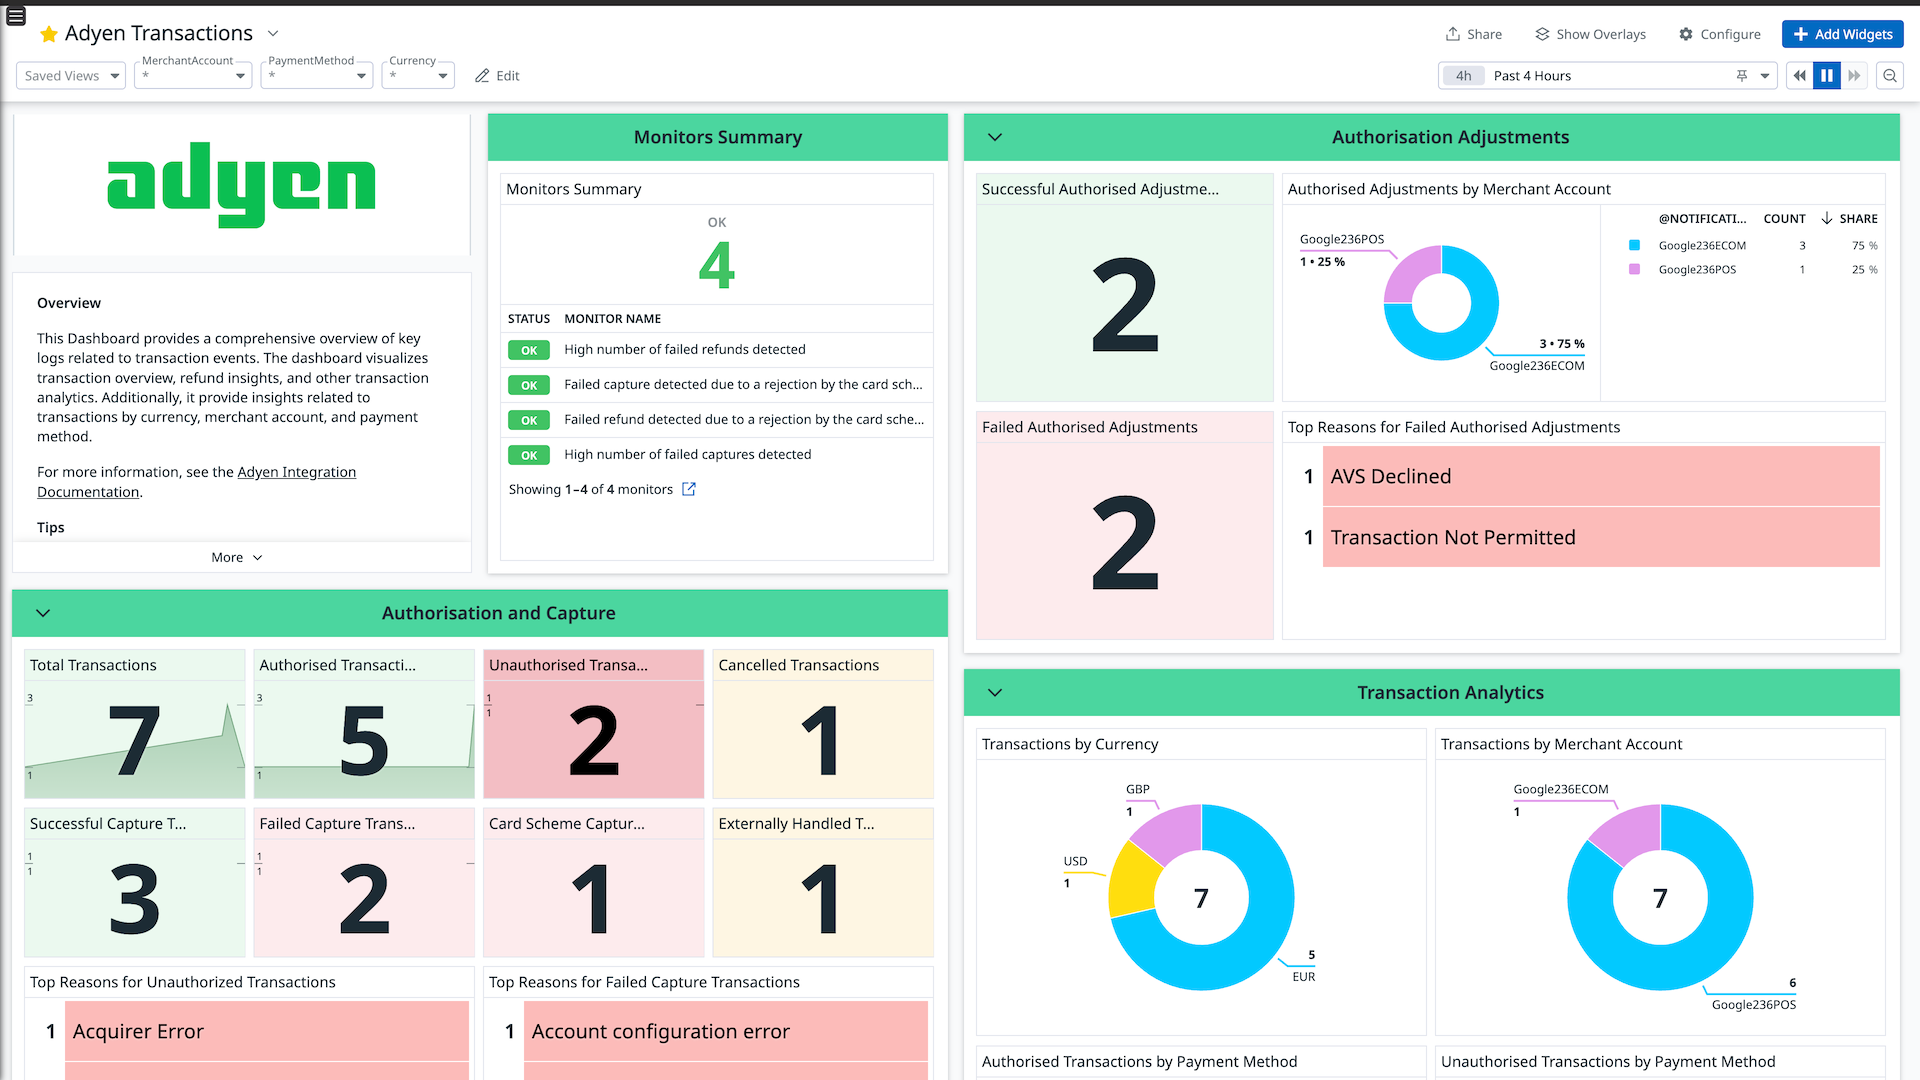 Adyen Transactions
Share
Show Overlays
Configure
Add Widgets
Saved Views
MerchantAccount
*
PaymentMethod
*
Currency
*
Edit
4h
Past 4 Hours
adyen
Overview
This Dashboard provides a comprehensive overview of key
logs related to transaction events. The dashboard visualizes
transaction overview, refund insights, and other transaction
analytics. Additionally, it provide insights related to
transactions by currency, merchant account, and payment
method.
For more information, see the Adyen Integration
Documentation.
Tips
More
Monitors Summary
Monitors Summary
OK
4
STATUS MONITOR NAME
OK High number of failed refunds detected
OK Failed capture detected due to a rejection by the card sch...
OK Failed refund detected due to a rejection by the card sche...
OK High number of failed captures detected
Showing 1–4 of 4 monitors
Authorisation Adjustments
Successful Authorised Adjustme...
2
Authorised Adjustments by Merchant Account
Google236POS
1 • 25 %
3 • 75 %
Google236ECOM
@NOTIFICATI... COUNT SHARE
Google236ECOM 3 75 %
Google236POS 1 25 %
Failed Authorised Adjustments
2
Top Reasons for Failed Authorised Adjustments
1 AVS Declined
1 Transaction Not Permitted
Authorisation and Capture
Total Transactions
3
7
1
Authorised Transacti...
3
5
1
Unauthorised Transa...
1
1
2
Cancelled Transactions
1
Successful Capture T...
1
1
3
Failed Capture Trans...
1
1
2
Card Scheme Captur...
1
Externally Handled T...
1
Top Reasons for Unauthorized Transactions
1 Acquirer Error
Top Reasons for Failed Capture Transactions
1 Account configuration error
Transaction Analytics
Transactions by Currency
GBP
1
USD
1
7
5
EUR
Transactions by Merchant Account
Google236ECOM
1
7
6
Google236POS
Authorised Transactions by Payment Method
Unauthorised Transactions by Payment Method